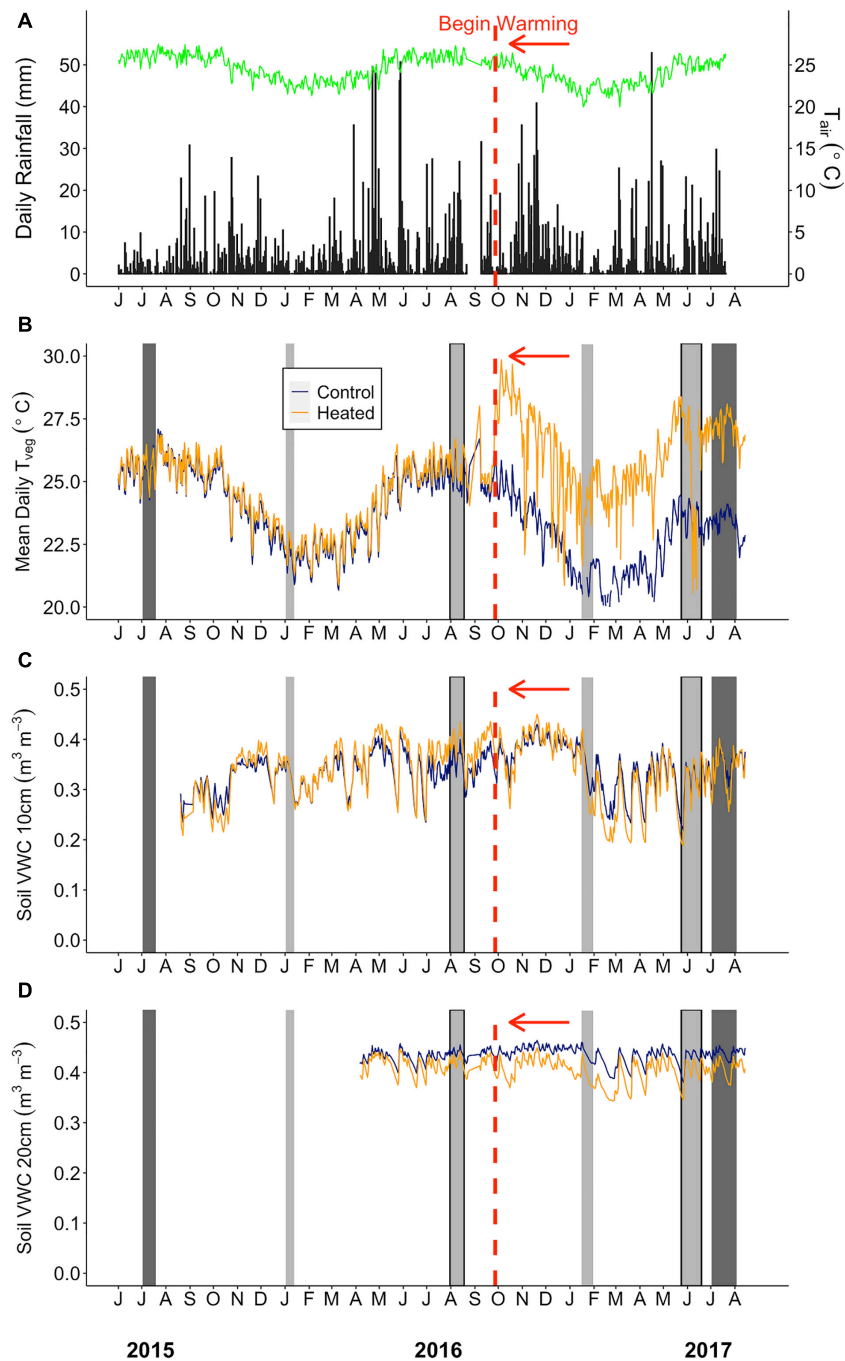 A
Begin Warming
Daily Rainfall (mm)
50
40
30
20
10
0
25
20
15
10
5
0
T air (° C)
J J A S O N D J F M A M J J A S O N D J F M A M J J A
B
Mean Daily T veg (° C)
30.0
27.5
25.0
22.5
20.0
Control
Heated
J J A S O N D J F M A M J J A S O N D J F M A M J J A
C
Soil VWC 10cm (m³ m⁻³)
0.5
0.4
0.3
0.2
0.1
0.0
J J A S O N D J F M A M J J A S O N D J F M A M J J A
D
Soil VWC 20cm (m³ m⁻³)
0.5
0.4
0.3
0.2
0.1
0.0
J J A S O N D J F M A M J J A S O N D J F M A M J J A
2015 2016 2017